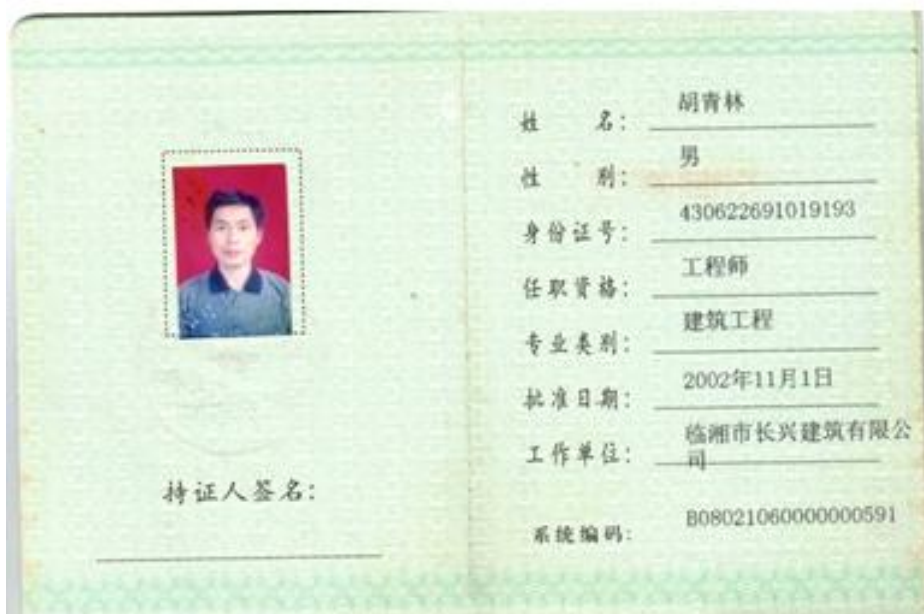 持证人签名:
姓 名: 胡青林
性 别: 男
身份证号: 430622691019193
任职资格: 工程师
专业类别: 建筑工程
批准日期: 2002年11月1日
工作单位: 临湘市长兴建筑有限公
司
系统编码: B08021060000000591